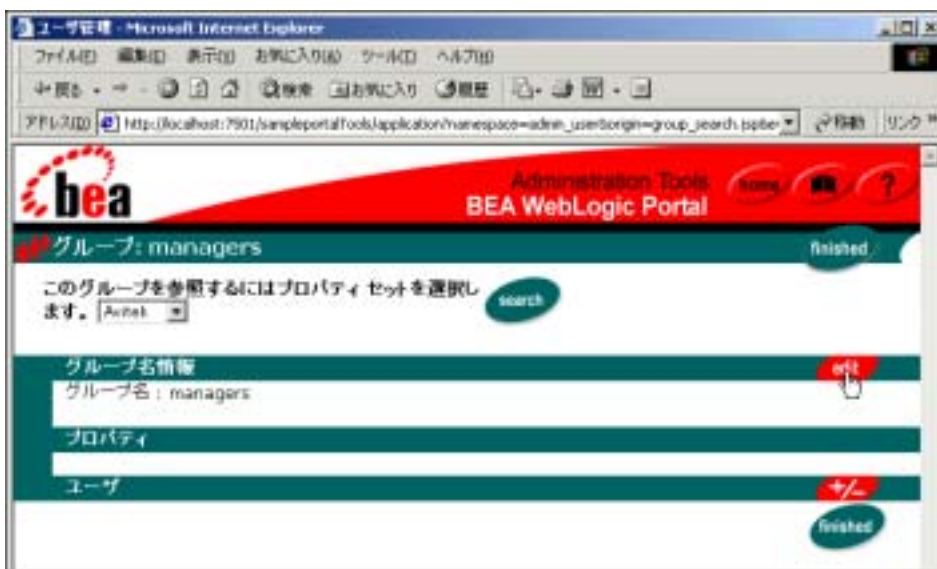 ユーザ管理 - Microsoft Internet Explorer
ファイル(F) 編集(E) 表示(V) お気に入り(A) ツール(T) ヘルプ(H)
戻る 検索 お気に入り 履歴
アドレス(D) http://localhost:7501/sampleportalTools/application?namespace=admin_user&origin=group_search.jsp 移動 リンク »
bea
Administration Tools
BEA WebLogic Portal
home ?
グループ: managers
finished
このグループを参照するにはプロパティ セットを選択し
ます。 Avitek
search
グループ名情報
edit
グループ名 : managers
プロパティ
ユーザ
+/-
finished